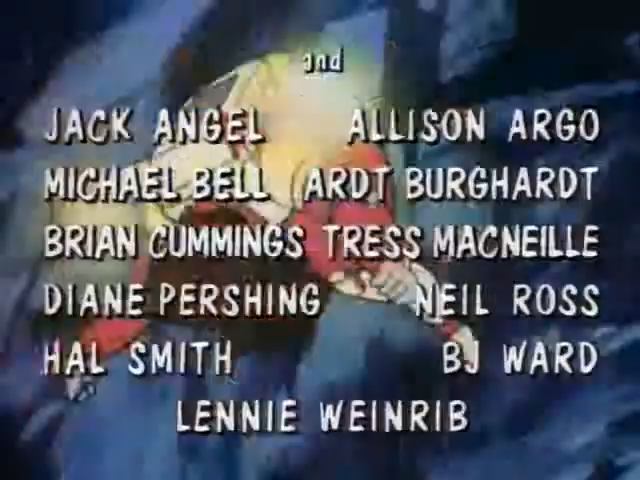 and
JACK ANGEL ALLISON ARGO
MICHAEL BELL ARDT BURGHARDT
BRIAN CUMMINGS TRESS MACNEILLE
DIANE PERSHING NEIL ROSS
HAL SMITH BJ WARD
LENNIE WEINRIB